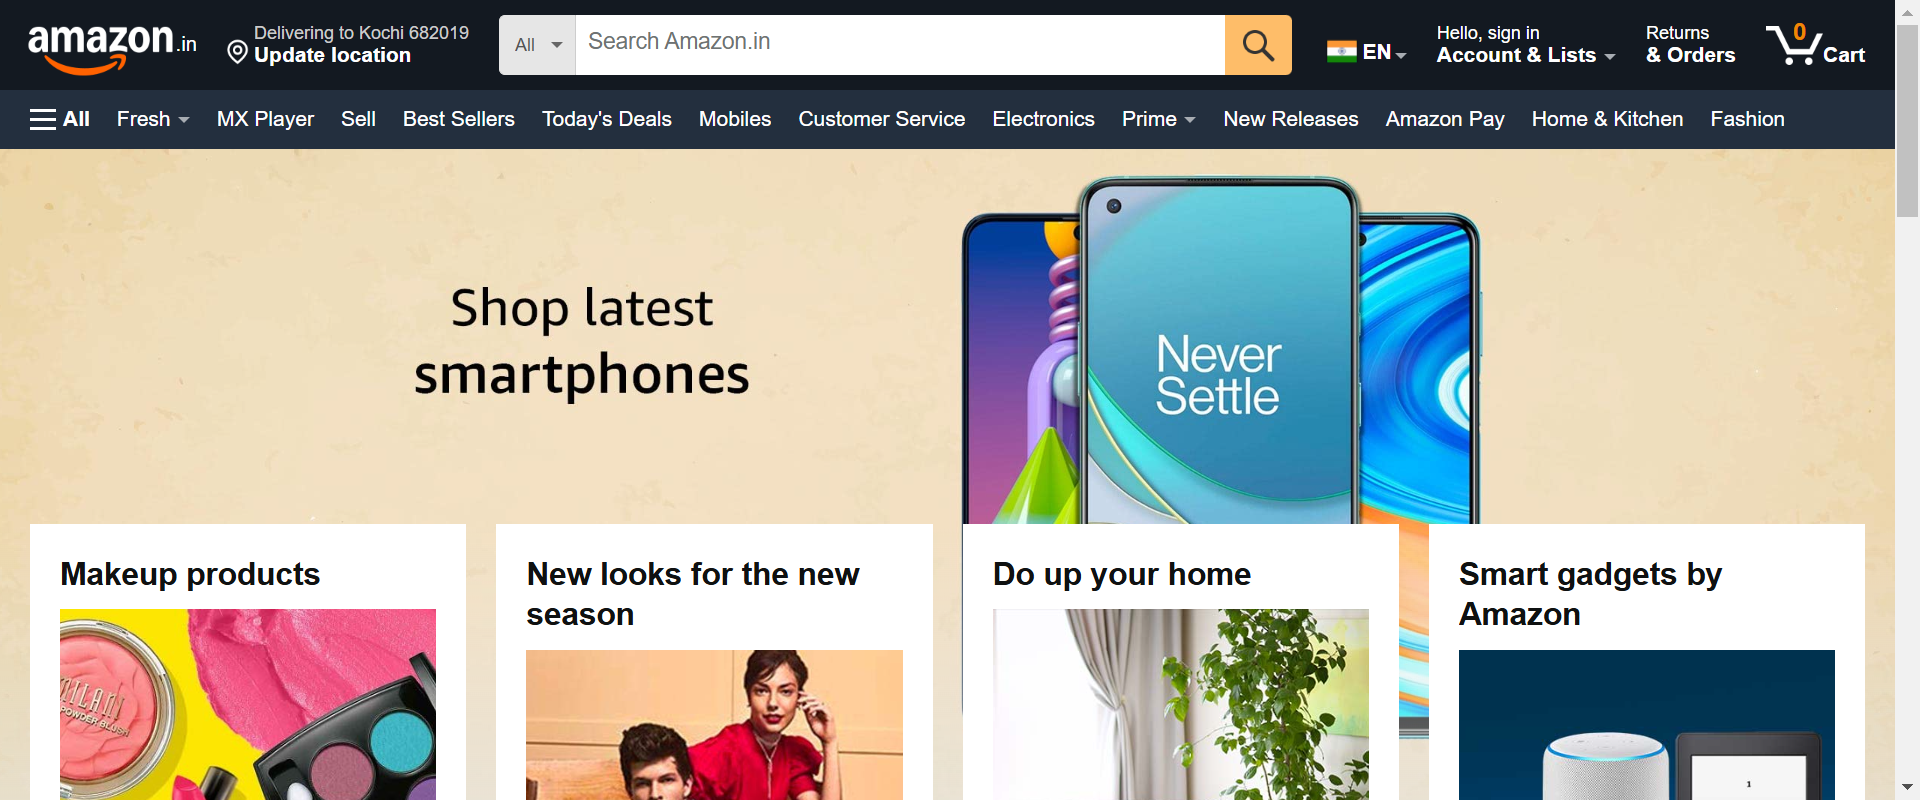 amazon.in
Delivering to Kochi 682019
Update location
All
Search Amazon.in
EN
Hello, sign in
Account & Lists
Returns
& Orders
0
Cart
All
Fresh
MX Player
Sell
Best Sellers
Today's Deals
Mobiles
Customer Service
Electronics
Prime
New Releases
Amazon Pay
Home & Kitchen
Fashion
Shop latest
smartphones
Never
Settle
Makeup products
New looks for the new
season
Do up your home
Smart gadgets by
Amazon
MILANI
POWDER BLUSH
1